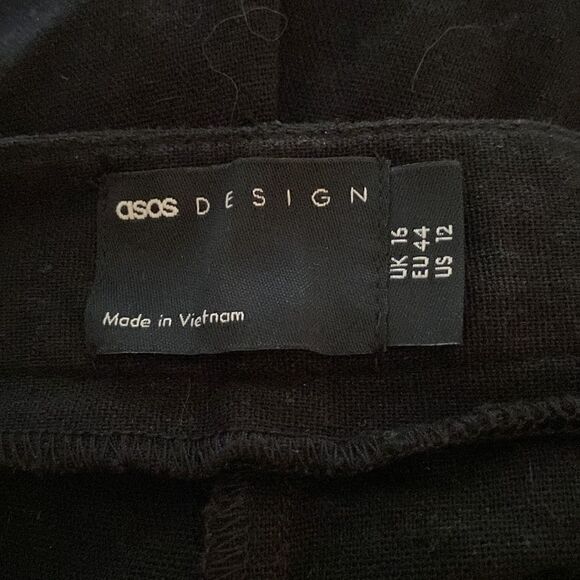 asos DESIGN
Made in Vietnam
UK 16
EU 44
US 12